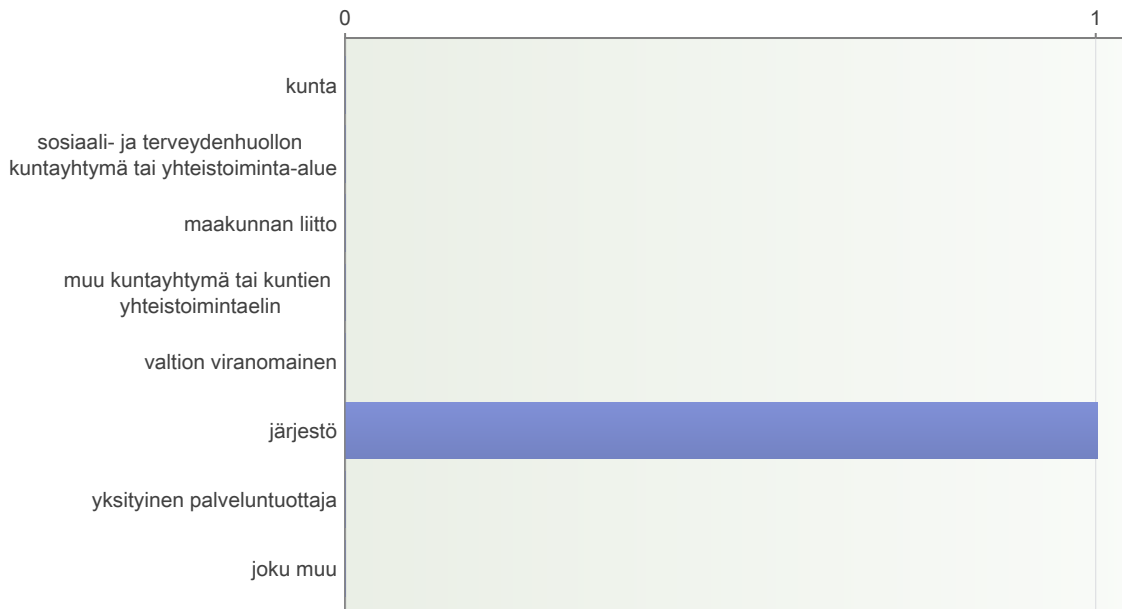 0 1
kunta
sosiaali- ja terveydenhuollon
kuntayhtymä tai yhteistoiminta-alue
maakunnan liitto
muu kuntayhtymä tai kuntien
yhteistoimintaelin
valtion viranomainen
järjestö
yksityinen palveluntuottaja
joku muu